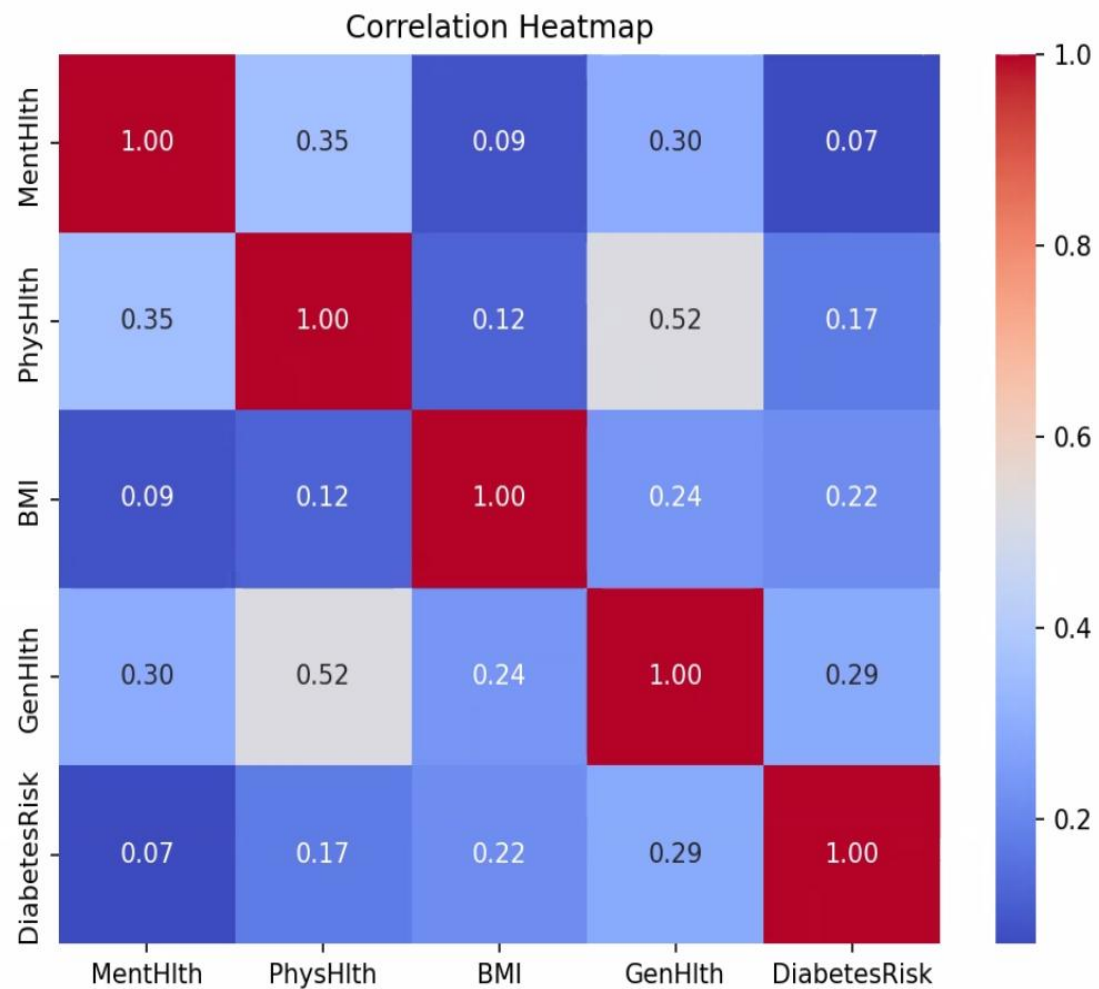 Correlation Heatmap
MentHlth 1.00 0.35 0.09 0.30 0.07
PhysHlth 0.35 1.00 0.12 0.52 0.17
BMI 0.09 0.12 1.00 0.24 0.22
GenHlth 0.30 0.52 0.24 1.00 0.29
DiabetesRisk 0.07 0.17 0.22 0.29 1.00
MentHlth PhysHlth BMI GenHlth DiabetesRisk
1.0
0.8
0.6
0.4
0.2